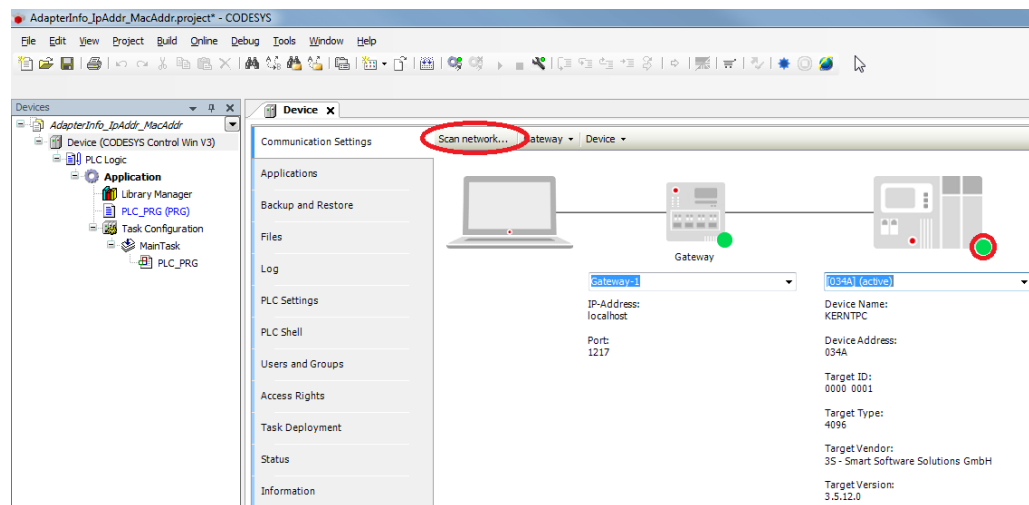 AdapterInfo_IpAddr_MacAddr.project* - CODESYS
File Edit View Project Build Online Debug Tools Window Help
Devices
AdapterInfo_IpAddr_MacAddr
Device (CODESYS Control Win V3)
PLC Logic
Application
Library Manager
PLC_PRG (PRG)
Task Configuration
MainTask
PLC_PRG
Device
Communication Settings
Applications
Backup and Restore
Files
Log
PLC Settings
PLC Shell
Users and Groups
Access Rights
Task Deployment
Status
Information
Scan network... Gateway Device
Gateway
Gateway-1
IP-Address:
localhost
Port:
1217
[034A] (active)
Device Name:
KERNTPC
Device Address:
034A
Target ID:
0000 0001
Target Type:
4096
Target Vendor:
3S - Smart Software Solutions GmbH
Target Version:
3.5.12.0